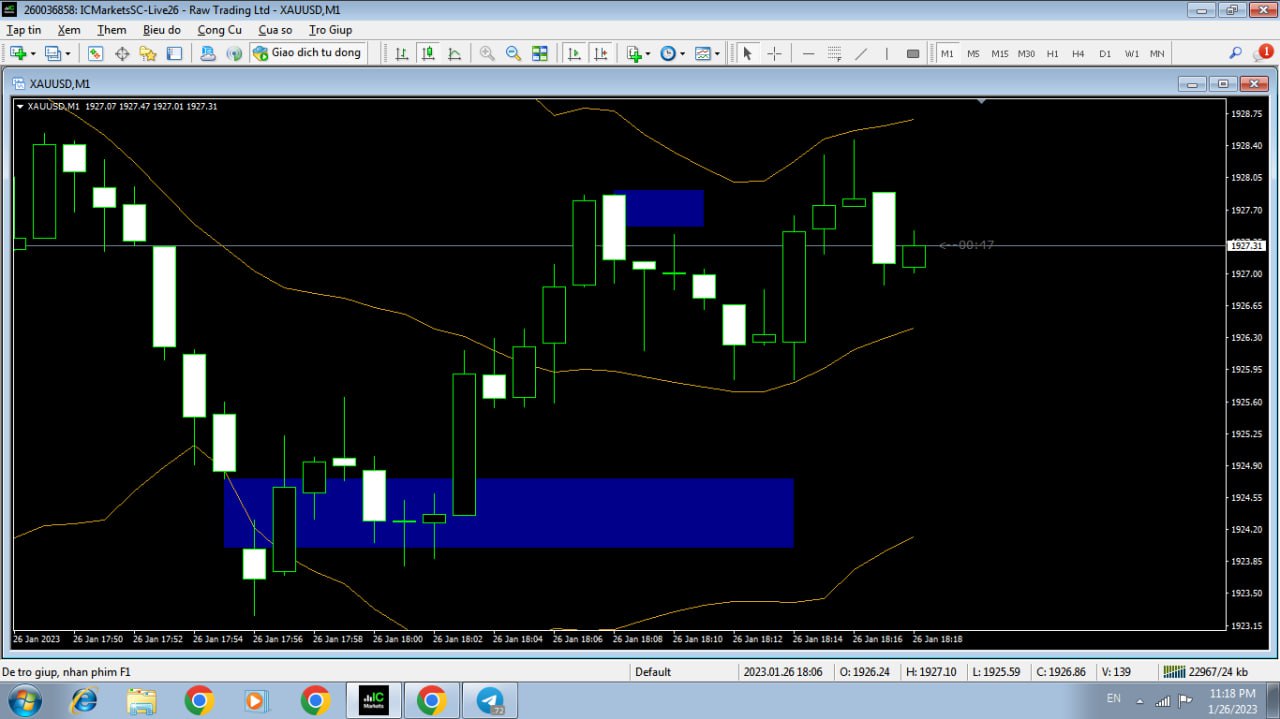 260036858: ICMarketsSC-Live26 - Raw Trading Ltd - XAUUSD,M1
Tap tin Xem Them Bieu do Cong Cu Cua so Tro Giup
Giao dich tu dong M1 M5 M15 M30 H1 H4 D1 W1 MN 1
XAUUSD,M1
XAUUSD,M1 1927.07 1927.47 1927.01 1927.31
1928.75
1928.40
1928.05
1927.70
<--00:47 1927.31
1927.00
1926.65
1926.30
1925.95
1925.60
1925.25
1924.90
1924.55
1924.20
1923.85
1923.50
1923.15
26 Jan 2023 26 Jan 17:50 26 Jan 17:52 26 Jan 17:54 26 Jan 17:56 26 Jan 17:58 26 Jan 18:00 26 Jan 18:02 26 Jan 18:04 26 Jan 18:06 26 Jan 18:08 26 Jan 18:10 26 Jan 18:12 26 Jan 18:14 26 Jan 18:16 26 Jan 18:18
De tro giup, nhan phim F1 Default 2023.01.26 18:06 O: 1926.24 H: 1927.10 L: 1925.59 C: 1926.86 V: 139 22967/24 kb
IC Markets 72 EN 11:18 PM
1/26/2023